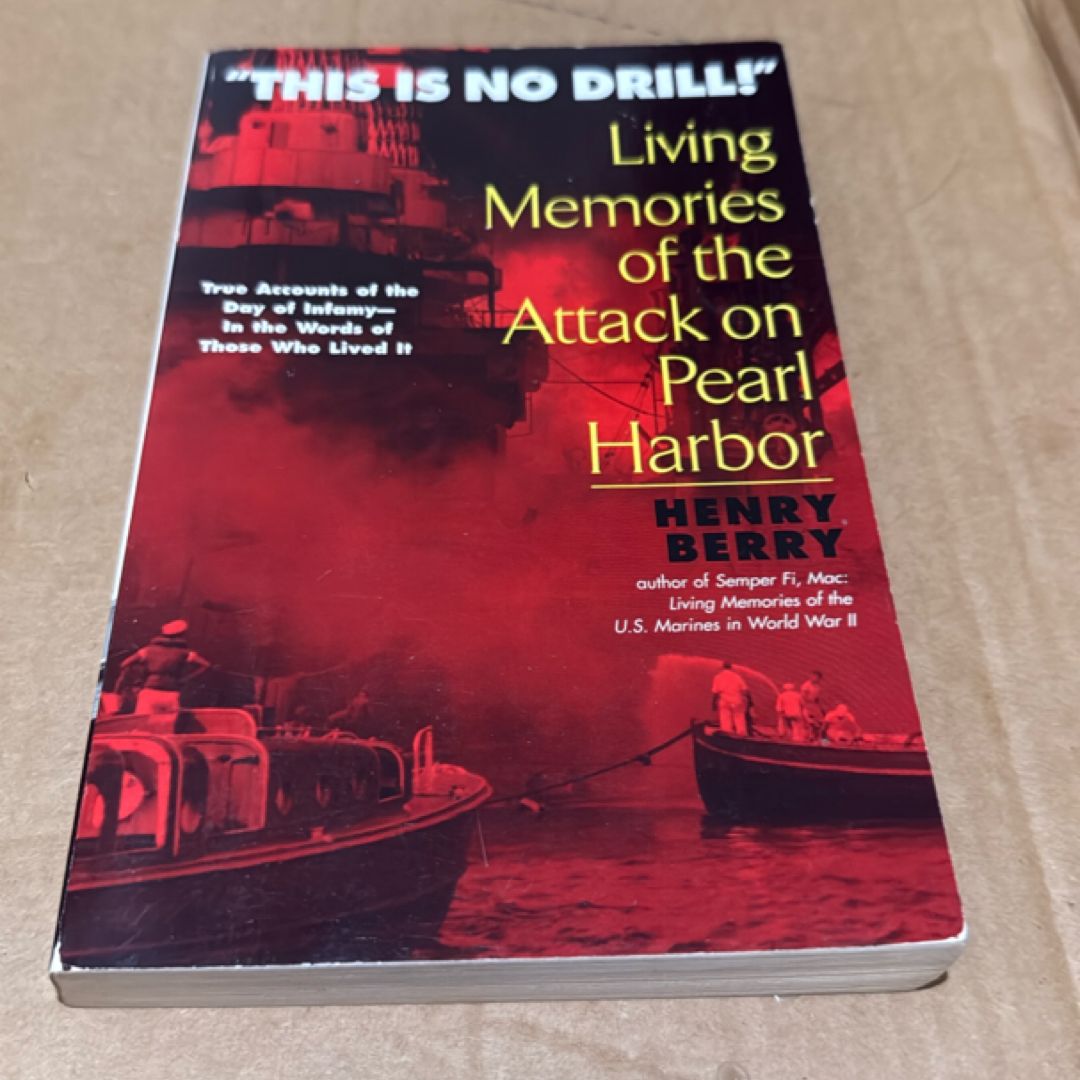 "THIS IS NO DRILL!"
Living
Memories
of the
Attack on
Pearl
Harbor
True Accounts of the
Day of Infamy—
In the Words of
Those Who Lived It
HENRY
BERRY
author of Semper Fi, Mac:
Living Memories of the
U.S. Marines in World War II